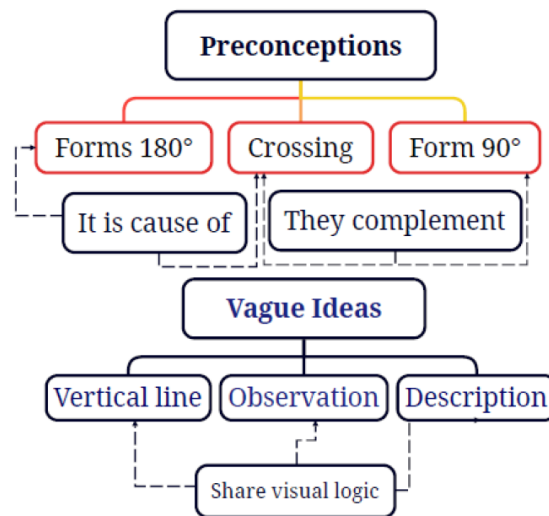 Preconceptions
Forms 180°
Crossing
Form 90°
It is cause of
They complement
Vague Ideas
Vertical line
Observation
Description
Share visual logic